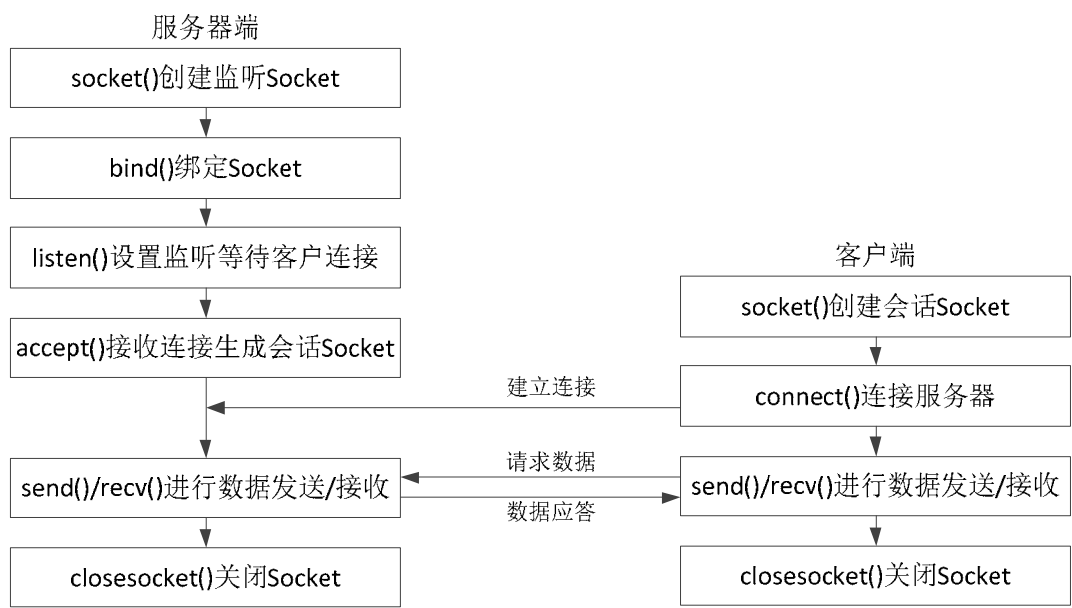 服务器端
socket()创建监听Socket
bind()绑定Socket
listen()设置监听等待客户连接
accept()接收连接生成会话Socket
send()/recv()进行数据发送/接收
closesocket()关闭Socket
建立连接
请求数据
数据应答
客户端
socket()创建会话Socket
connect()连接服务器
send()/recv()进行数据发送/接收
closesocket()关闭Socket